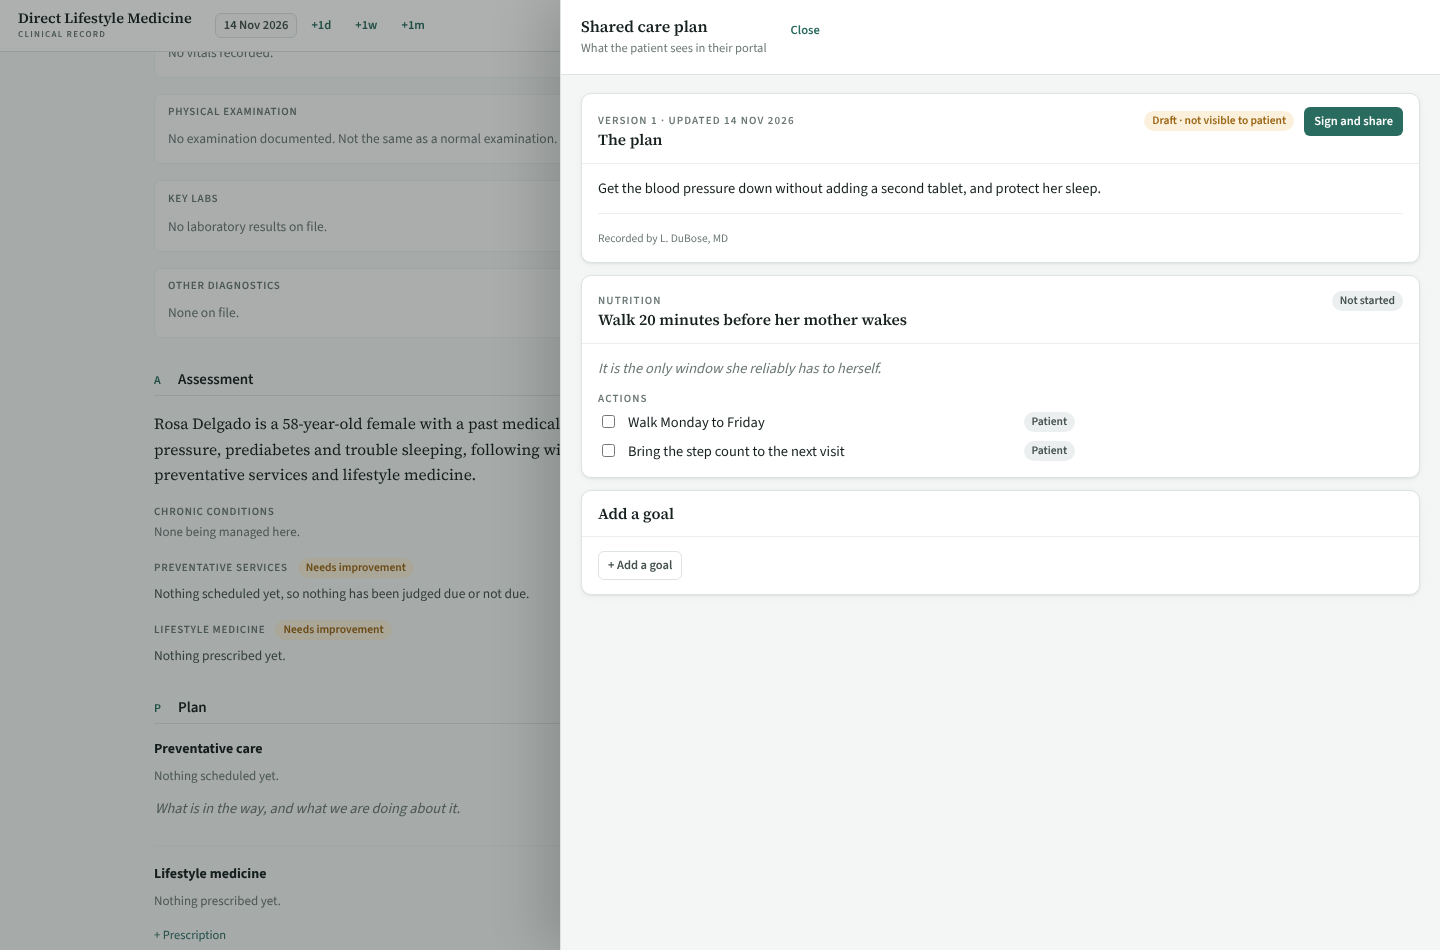 Direct Lifestyle Medicine
CLINICAL RECORD
14 Nov 2026
+1d
+1w
+1m
No vitals recorded.
PHYSICAL EXAMINATION
No examination documented. Not the same as a normal examination.
KEY LABS
No laboratory results on file.
OTHER DIAGNOSTICS
None on file.
A Assessment
Rosa Delgado is a 58-year-old female with a past medical
pressure, prediabetes and trouble sleeping, following wi
preventative services and lifestyle medicine.
CHRONIC CONDITIONS
None being managed here.
PREVENTATIVE SERVICES Needs improvement
Nothing scheduled yet, so nothing has been judged due or not due.
LIFESTYLE MEDICINE Needs improvement
Nothing prescribed yet.
P Plan
Preventative care
Nothing scheduled yet.
What is in the way, and what we are doing about it.
Lifestyle medicine
Nothing prescribed yet.
+ Prescription
Shared care plan
Close
What the patient sees in their portal
VERSION 1 · UPDATED 14 NOV 2026
Draft · not visible to patient
Sign and share
The plan
Get the blood pressure down without adding a second tablet, and protect her sleep.
Recorded by L. DuBose, MD
NUTRITION
Not started
Walk 20 minutes before her mother wakes
It is the only window she reliably has to herself.
ACTIONS
Walk Monday to Friday Patient
Bring the step count to the next visit Patient
Add a goal
+ Add a goal